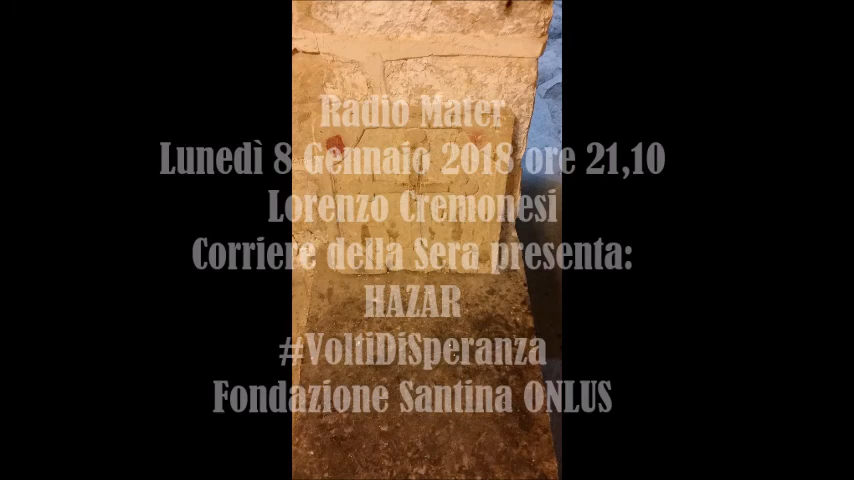 Radio Mater
Lunedì 8 Gennaio 2018 ore 21,10
Lorenzo Cremonesi
Corriere della Sera presenta:
HAZAR
#VoltiDiSperanza
Fondazione Santina ONLUS